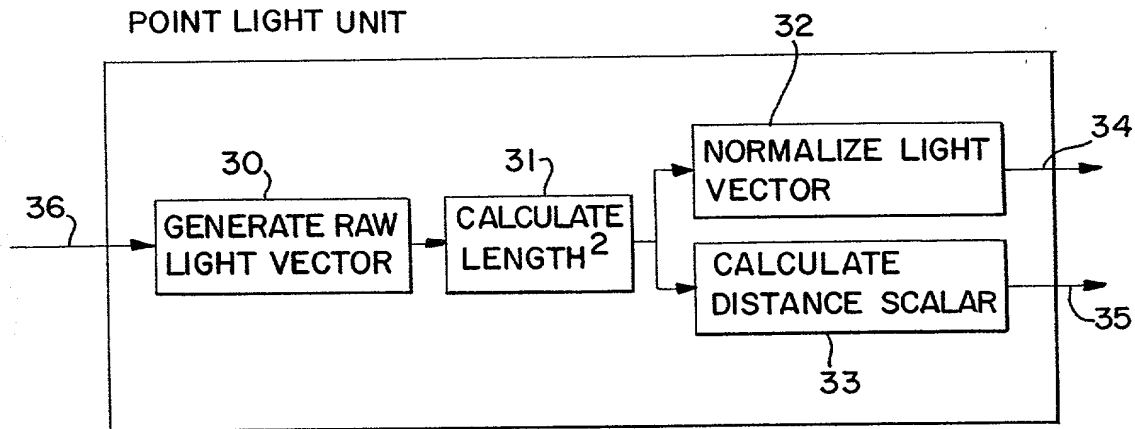 POINT LIGHT UNIT
32
34
30
31
NORMALIZE LIGHT
VECTOR
36
GENERATE RAW
LIGHT VECTOR
CALCULATE
LENGTH²
CALCULATE
DISTANCE SCALAR
35
33